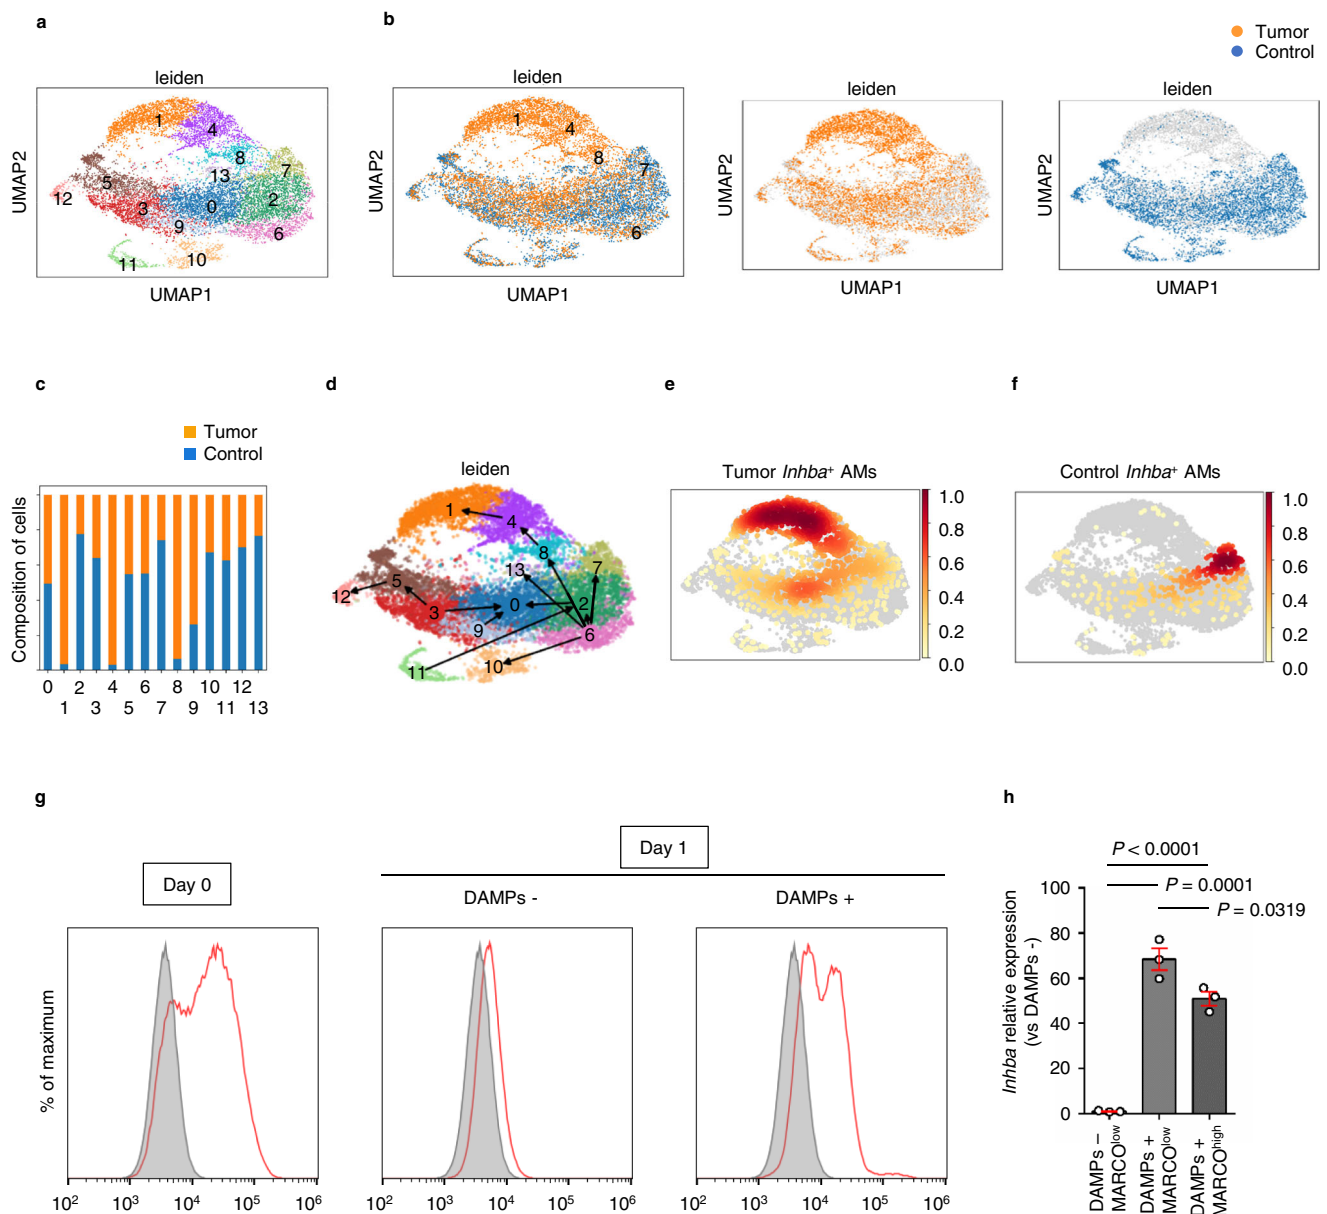 a
b
Tumor
Control
leiden
1
4
8
7
13
5
12
3
0
2
9
6
11
10
UMAP2
UMAP1
leiden
1
4
8
7
6
UMAP2
UMAP1
leiden
UMAP2
UMAP1
leiden
UMAP2
UMAP1
c
Tumor
Control
Composition of cells
0 2 4 6 8 10 12
1 3 5 7 9 11 13
d
leiden
1
4
8
13
7
5
12
3
0
2
9
6
11
10
e
Tumor Inhba+ AMs
1.0
0.8
0.6
0.4
0.2
0.0
f
Control Inhba+ AMs
1.0
0.8
0.6
0.4
0.2
0.0
g
Day 0
Day 1
DAMPs -
DAMPs +
% of maximum
10² 10³ 10⁴ 10⁵ 10⁶
10² 10³ 10⁴ 10⁵ 10⁶
10² 10³ 10⁴ 10⁵ 10⁶
h
P < 0.0001
P = 0.0001
P = 0.0319
Inhba relative expression
(vs DAMPs -)
100
80
60
40
20
0
DAMPs −
MARCOlow
DAMPs +
MARCOlow
DAMPs +
MARCOhigh